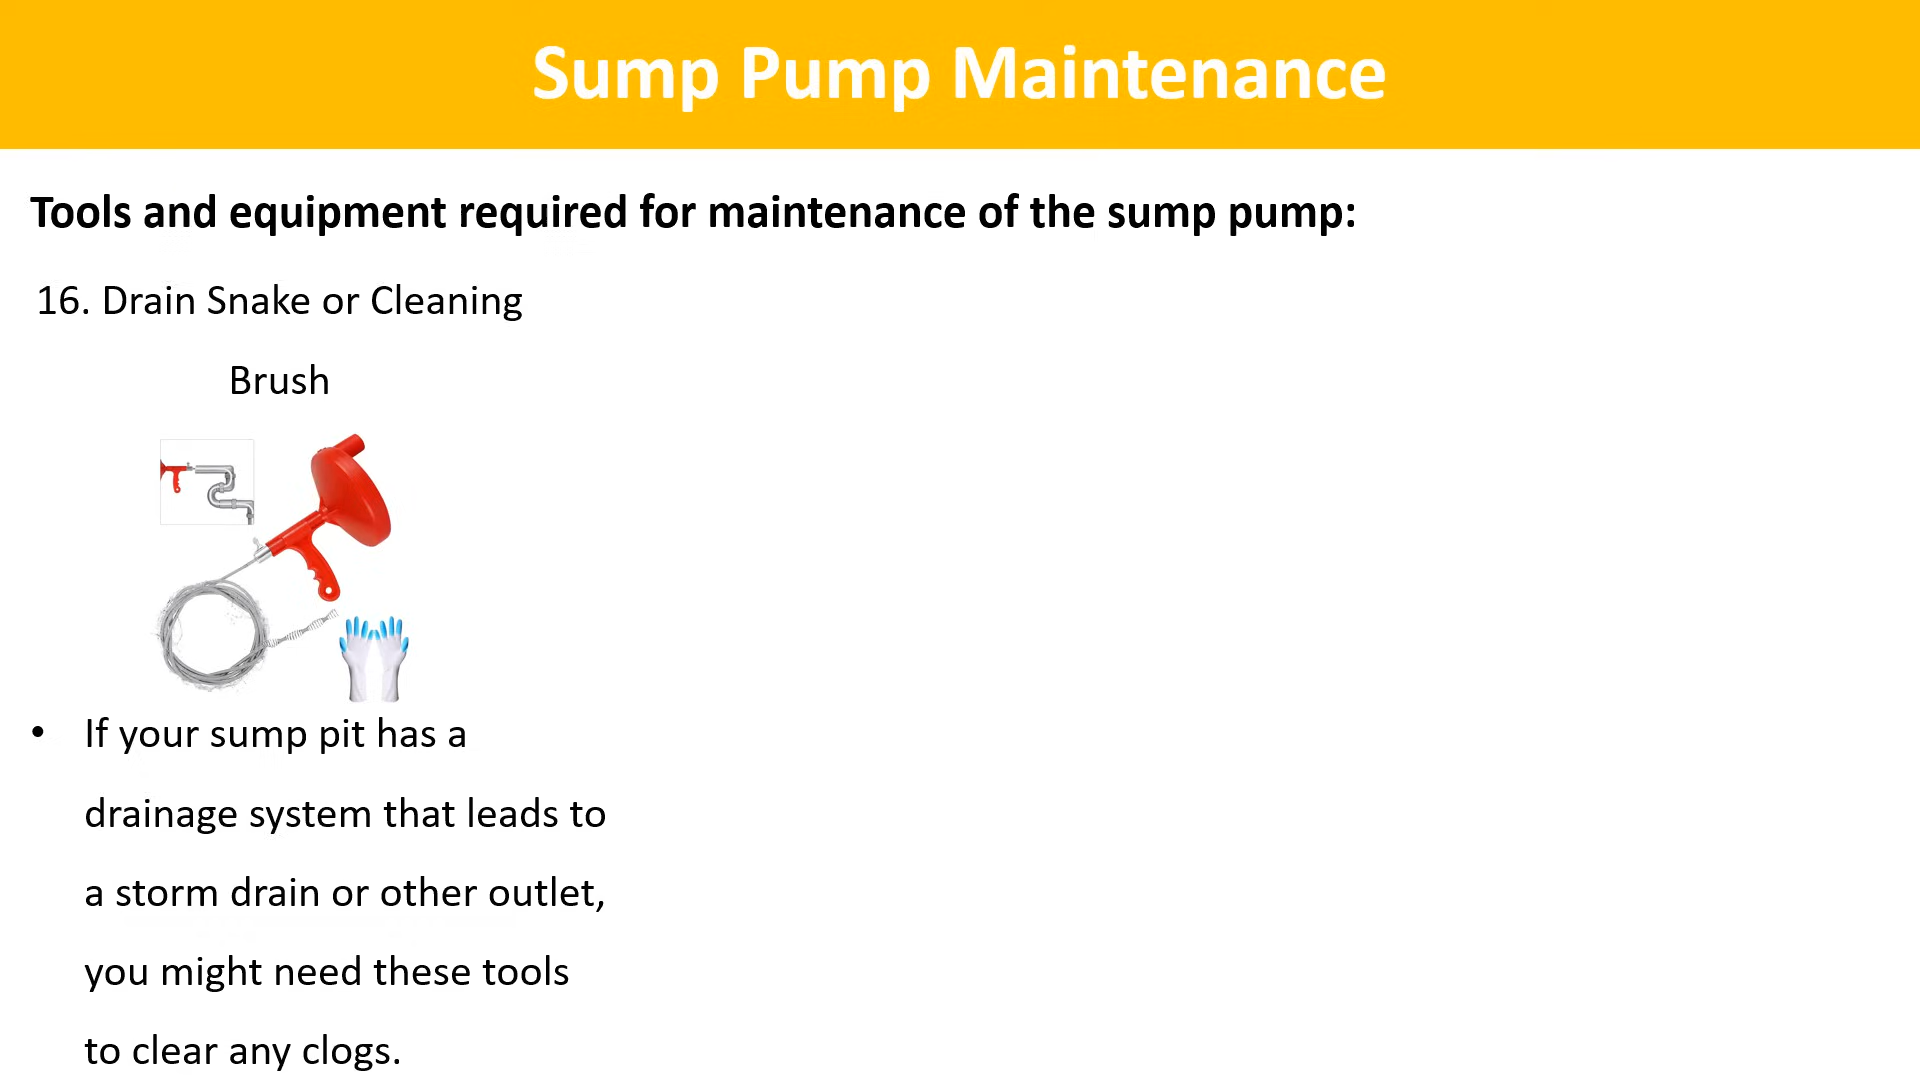 Sump Pump Maintenance
Tools and equipment required for maintenance of the sump pump:
16. Drain Snake or Cleaning
Brush
• If your sump pit has a
drainage system that leads to
a storm drain or other outlet,
you might need these tools
to clear any clogs.